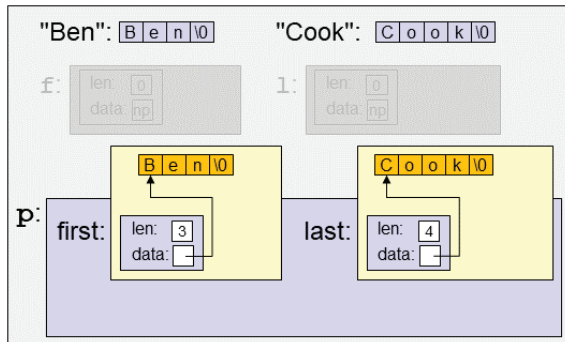 "Ben": B e n \0 "Cook": C o o k \0
f: len: 0 l: len: 0
data: np data: np
B e n \0 C o o k \0
p: first: len: 3 last: len: 4
data: data: